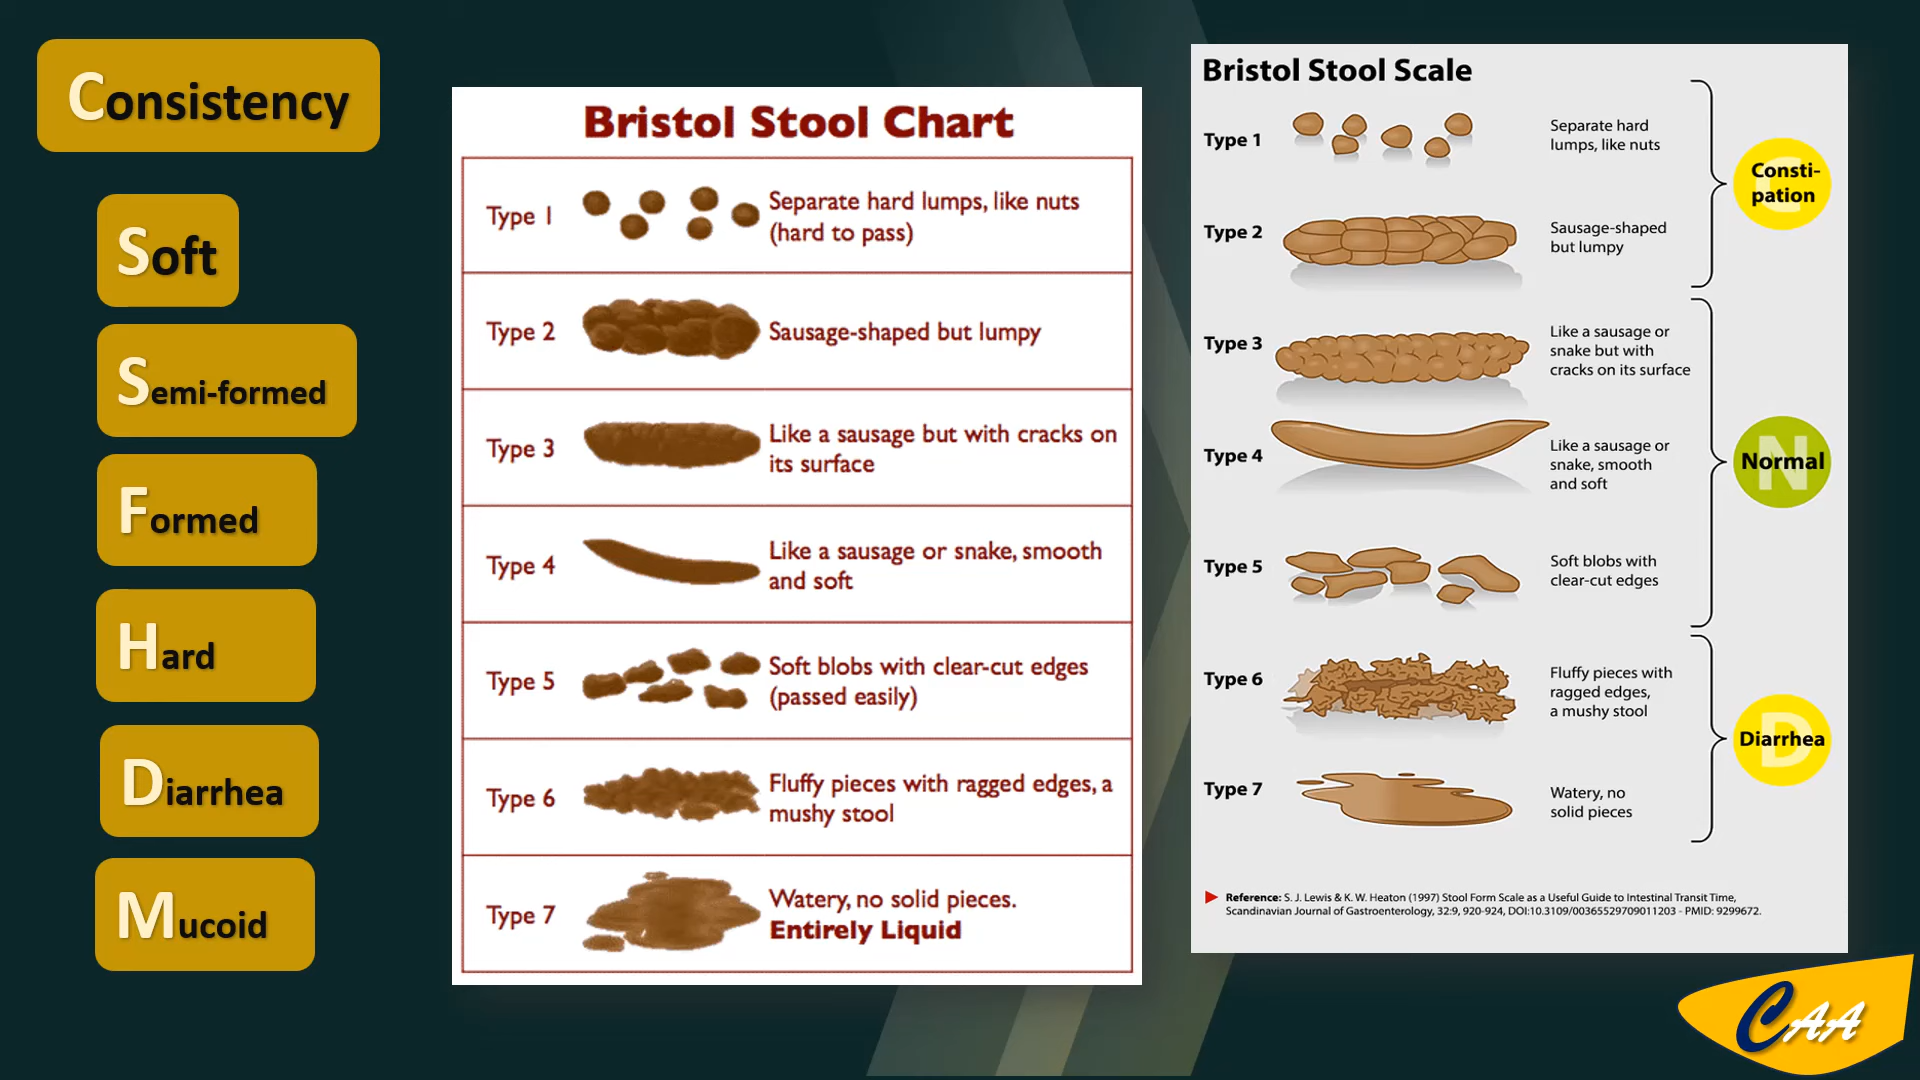 Consistency
Soft
Semi-formed
Formed
Hard
Diarrhea
Mucoid
Bristol Stool Chart
Type 1
Separate hard lumps, like nuts
(hard to pass)
Type 2
Sausage-shaped but lumpy
Type 3
Like a sausage but with cracks on
its surface
Type 4
Like a sausage or snake, smooth
and soft
Type 5
Soft blobs with clear-cut edges
(passed easily)
Type 6
Fluffy pieces with ragged edges, a
mushy stool
Type 7
Watery, no solid pieces.
Entirely Liquid
Bristol Stool Scale
Type 1
Separate hard
lumps, like nuts
Type 2
Sausage-shaped
but lumpy
C
Consti-
pation
Type 3
Like a sausage or
snake but with
cracks on its surface
Type 4
Like a sausage or
snake, smooth
and soft
Type 5
Soft blobs with
clear-cut edges
N
Normal
Type 6
Fluffy pieces with
ragged edges,
a mushy stool
Type 7
Watery, no
solid pieces
D
Diarrhea
Reference: S. J. Lewis & K. W. Heaton (1997) Stool Form Scale as a Useful Guide to Intestinal Transit Time,
Scandinavian Journal of Gastroenterology, 32:9, 920-924, DOI:10.3109/00365529709011203 - PMID: 9299672.
CAA